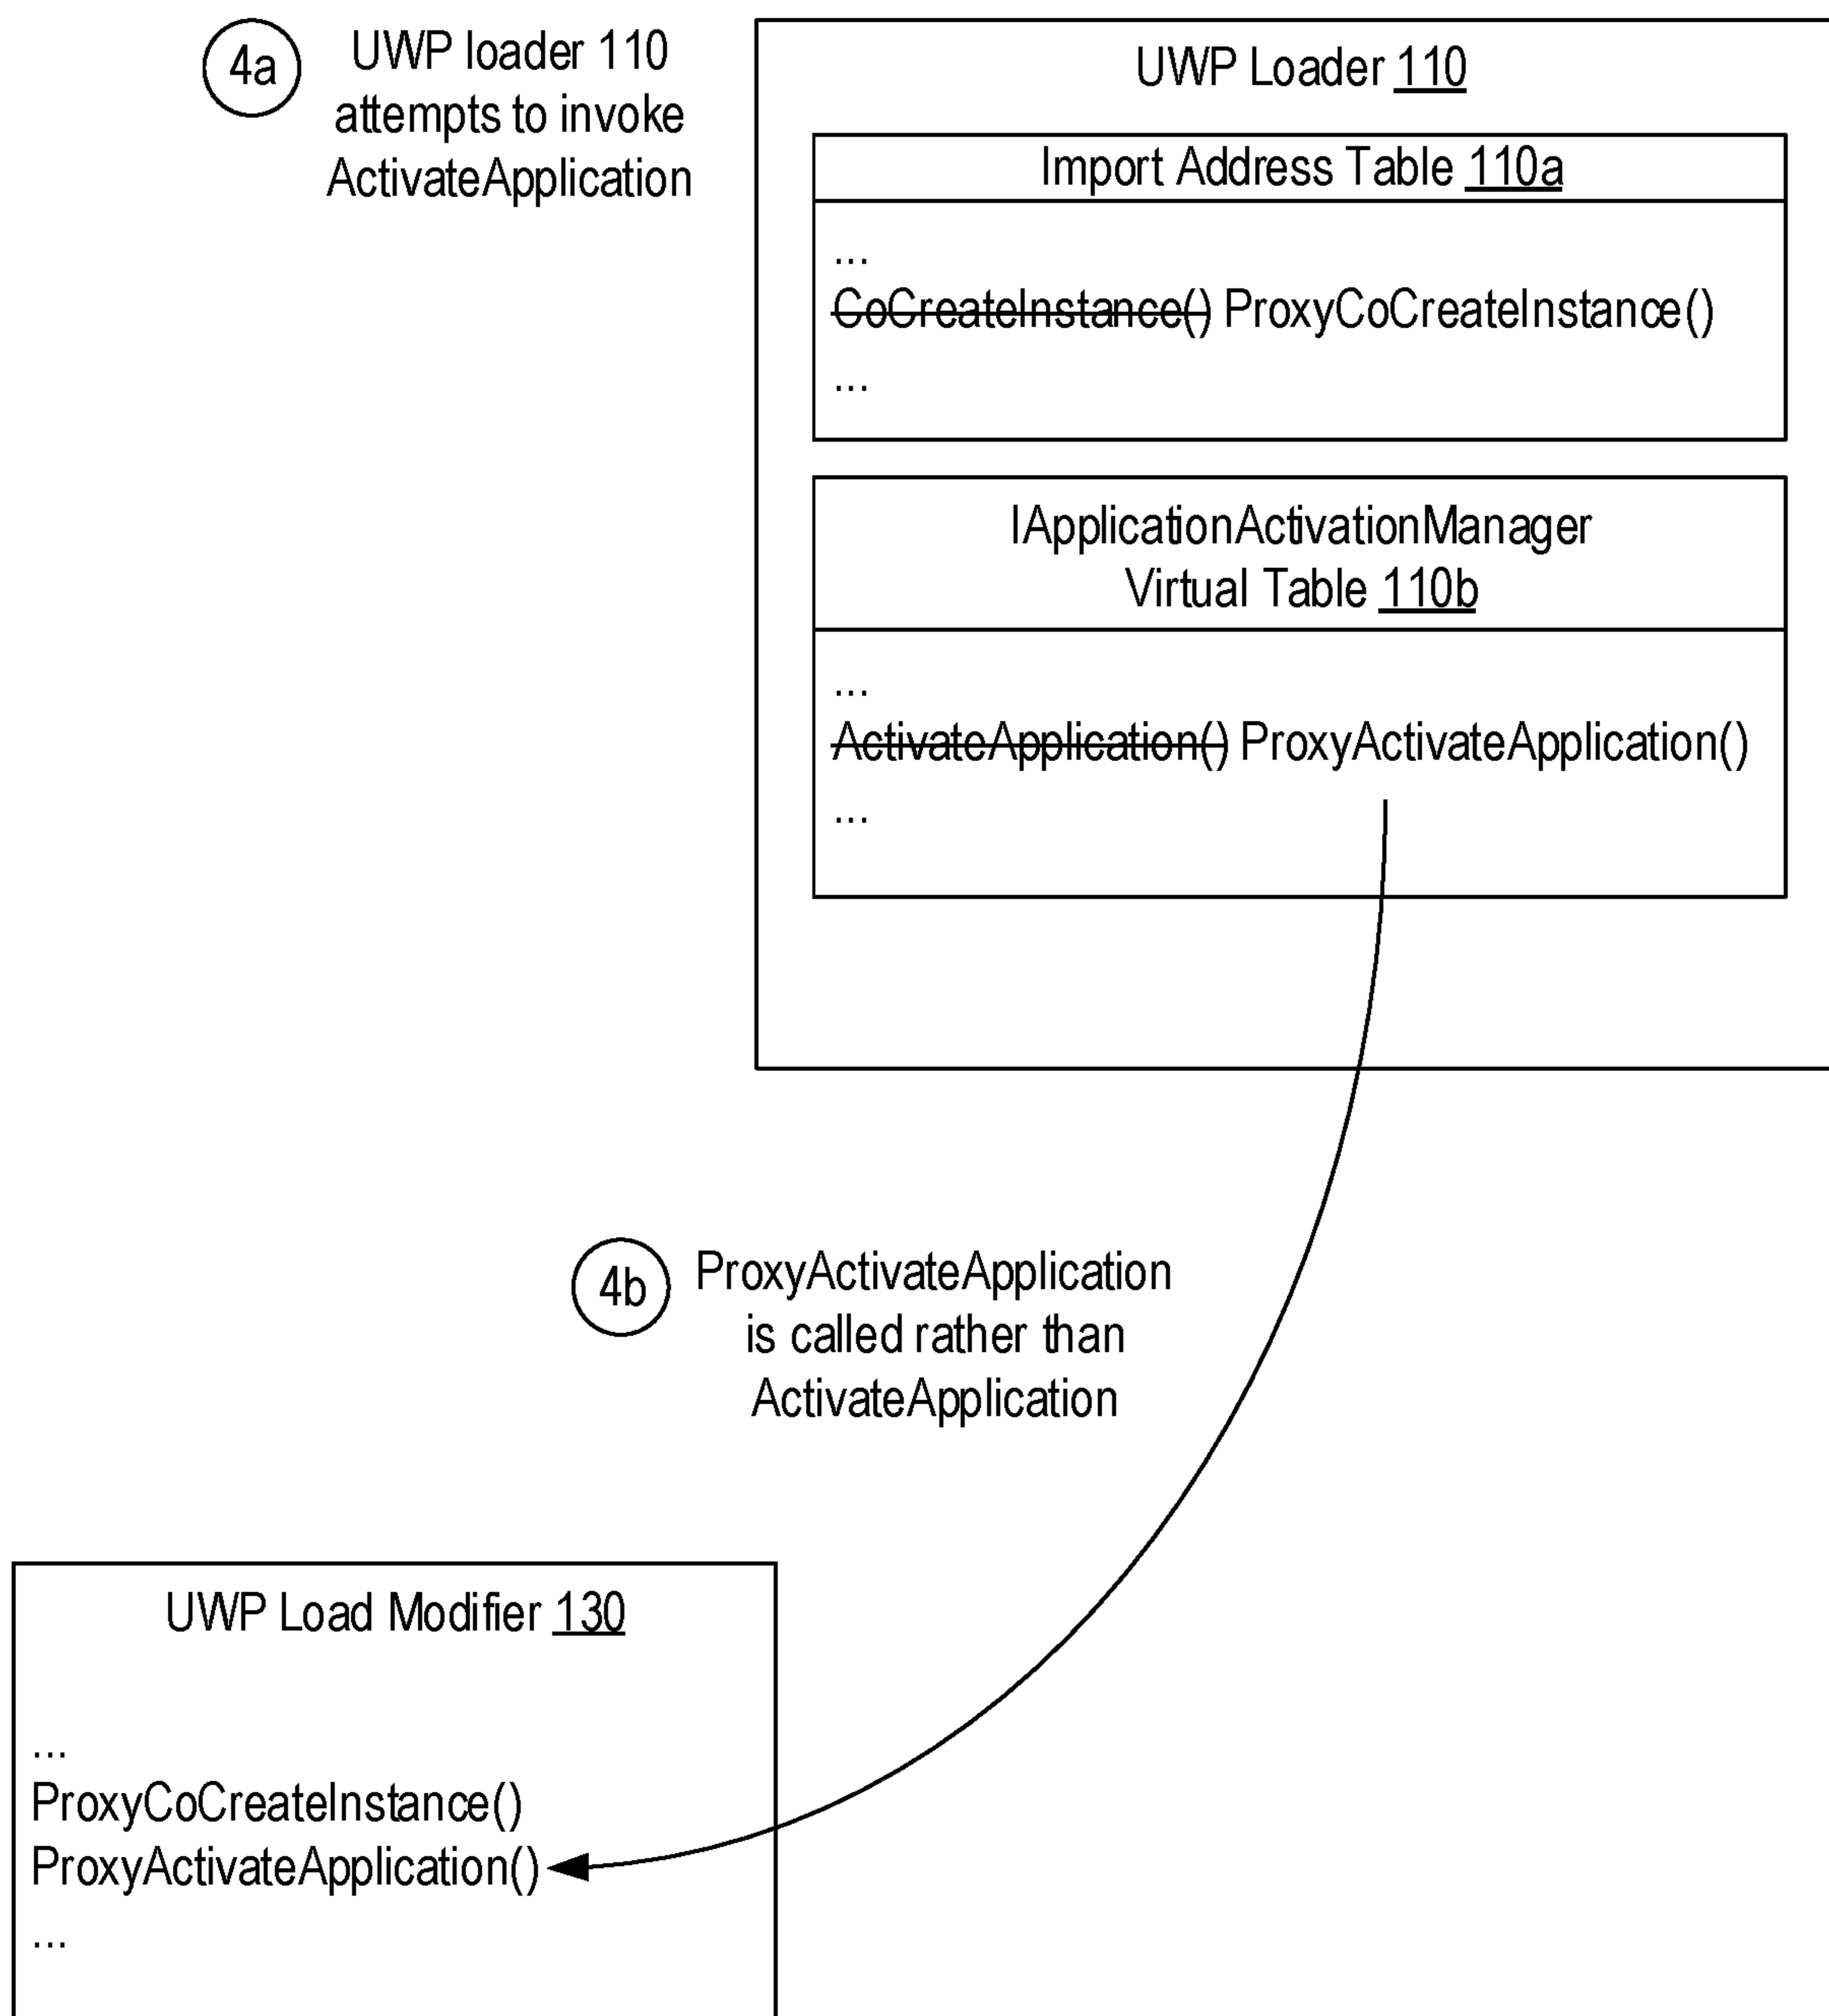 4a
UWP loader 110
attempts to invoke
ActivateApplication
UWP Loader 110
Import Address Table 110a
...
CoCreateInstance() ProxyCoCreateInstance()
...
IApplicationActivationManager
Virtual Table 110b
...
ActivateApplication() ProxyActivateApplication()
...
4b
ProxyActivateApplication
is called rather than
ActivateApplication
UWP Load Modifier 130
...
ProxyCoCreateInstance()
ProxyActivateApplication()
...